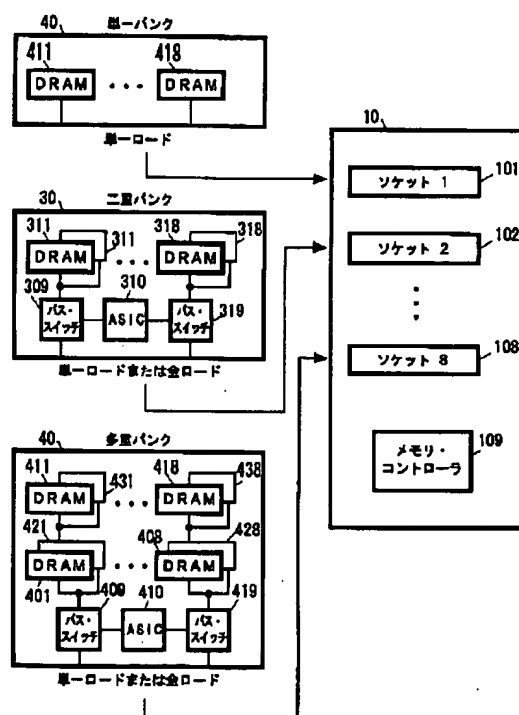 40
単一バンク
411
418
DRAM
DRAM
単一ロード
30
二重バンク
311
311
318
318
DRAM
DRAM
309
310
319
バス・
スイッチ
ASIC
バス・
スイッチ
単一ロードまたは全ロード
40
多重バンク
411
431
418
438
DRAM
DRAM
421
408
428
DRAM
DRAM
401
409
410
419
バス・
スイッチ
ASIC
バス・
スイッチ
単一ロードまたは全ロード
10
ソケット 1
101
ソケット 2
102
ソケット 8
108
メモリ・
コントローラ
109